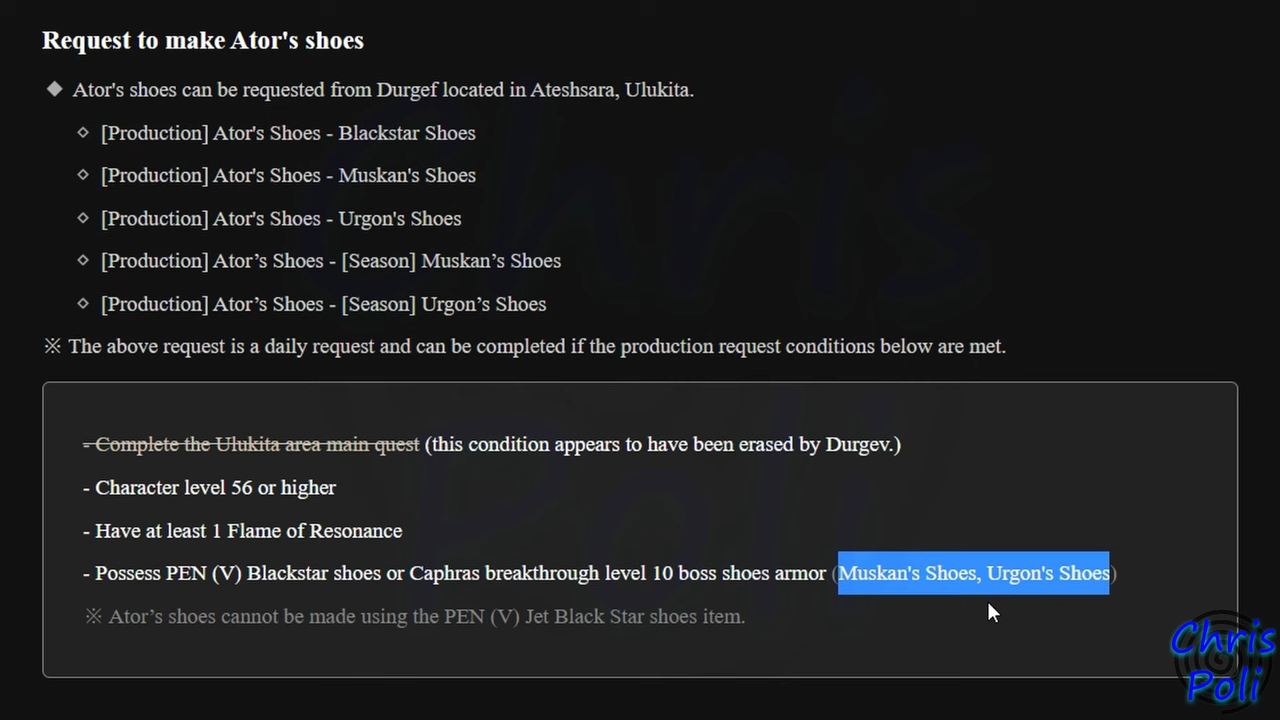 Request to make Ator's shoes
◆ Ator's shoes can be requested from Durgef located in Ateshsara, Ulukita.
◇ [Production] Ator's Shoes - Blackstar Shoes
◇ [Production] Ator's Shoes - Muskan's Shoes
◇ [Production] Ator's Shoes - Urgon's Shoes
◇ [Production] Ator’s Shoes - [Season] Muskan’s Shoes
◇ [Production] Ator’s Shoes - [Season] Urgon’s Shoes
※ The above request is a daily request and can be completed if the production request conditions below are met.
- Complete the Ulukita area main quest (this condition appears to have been erased by Durgev.)
- Character level 56 or higher
- Have at least 1 Flame of Resonance
- Possess PEN (V) Blackstar shoes or Caphras breakthrough level 10 boss shoes armor (Muskan's Shoes, Urgon's Shoes)
※ Ator’s shoes cannot be made using the PEN (V) Jet Black Star shoes item.
Chris
Poli
Chris
Poli